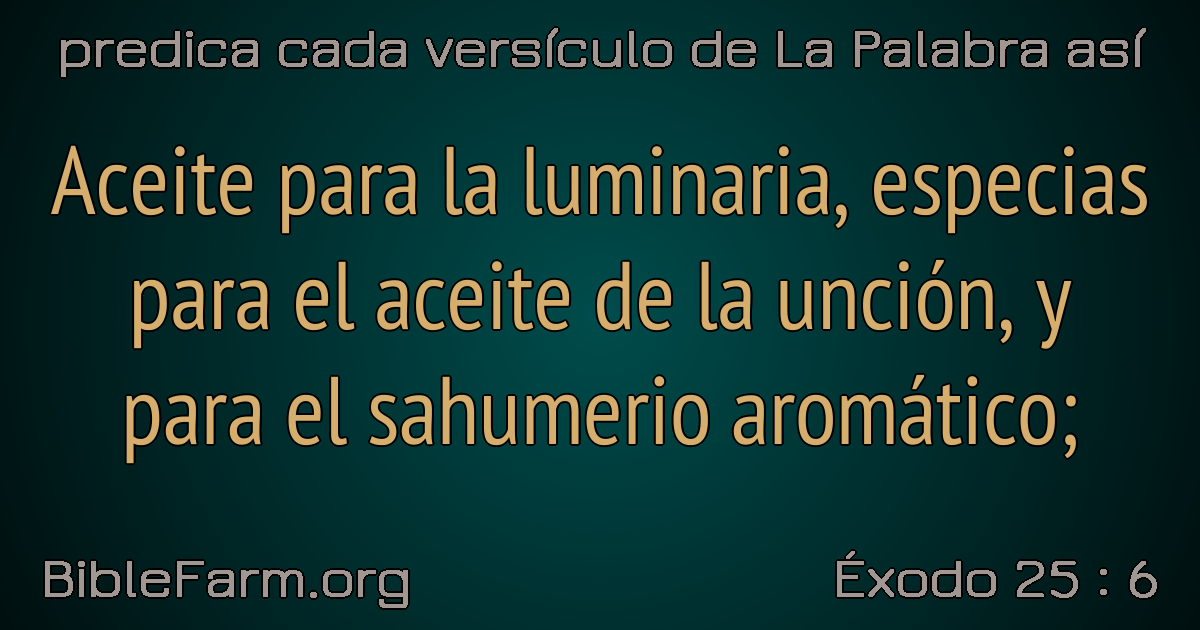 predica cada versículo de La Palabra así
Aceite para la luminaria, especias
para el aceite de la unción, y
para el sahumerio aromático;
BibleFarm.org
Éxodo 25 : 6